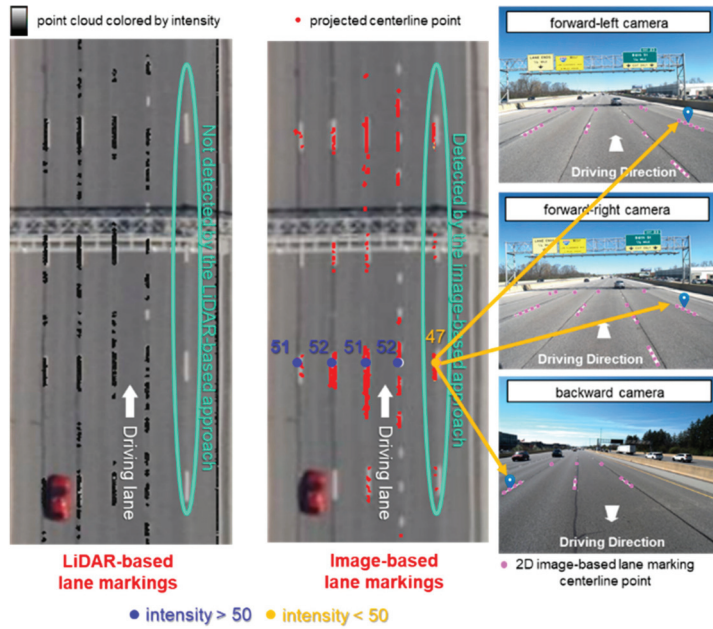 point cloud colored by intensity
projected centerline point
forward-left camera
Driving Direction
forward-right camera
Driving Direction
backward camera
Driving Direction
Not detected by the LiDAR-based approach
Driving lane
Detected by the image-based approach
51 52 51 52 47
Driving lane
LiDAR-based
lane markings
Image-based
lane markings
2D image-based lane marking
centerline point
intensity > 50
intensity < 50